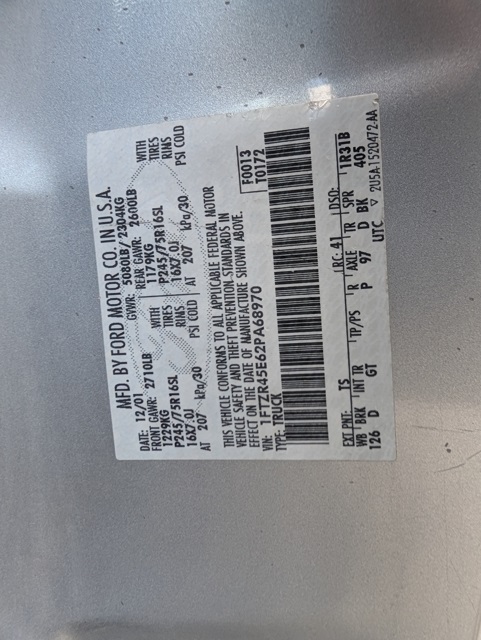 MFD. BY FORD MOTOR CO. IN U.S.A.
DATE: 12/01 GVWR: 5080LB/ 2304KG
FRONT GAWR: 2710LB REAR GAWR: 2600LB
1229KG WITH 1179KG WITH
P245/75R16SL TIRES P245/75R16SL TIRES
16X7.0J RIMS 16X7.0J RIMS
AT 207 kPa/30 PSI COLD AT 207 kPa/30 PSI COLD
THIS VEHICLE CONFORMS TO ALL APPLICABLE FEDERAL MOTOR
VEHICLE SAFETY AND THEFT PREVENTION STANDARDS IN
EFFECT ON THE DATE OF MANUFACTURE SHOWN ABOVE.
VIN: 1FTZR45E62PA68970
TYPE: TRUCK
F0013
T0172
EXT PNT: TS RC: 41 DSO:
WB BRK INT TR TP/PS R AXLE TR SPR 1R31B
126 D GT P 97 D BK 405
UTC 2U5A-1520472-AA